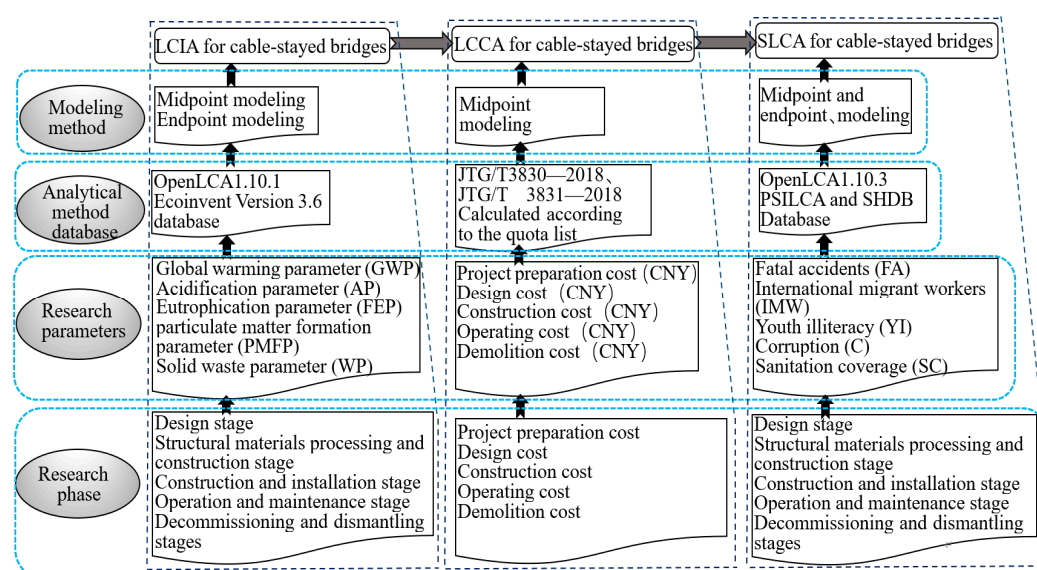 LCIA for cable-stayed bridges
LCCA for cable-stayed bridges
SLCA for cable-stayed bridges
Modeling
method
Midpoint modeling
Endpoint modeling
Midpoint
modeling
Midpoint and
endpoint、modeling
Analytical
method
database
OpenLCA1.10.1
Ecoinvent Version 3.6
database
JTG/T3830—2018、
JTG/T 3831—2018
Calculated according
to the quota list
OpenLCA1.10.3
PSILCA and SHDB
Database
Research
parameters
Global warming parameter (GWP)
Acidification parameter (AP)
Eutrophication parameter (FEP)
particulate matter formation
parameter (PMFP)
Solid waste parameter (WP)
Project preparation cost (CNY)
Design cost (CNY)
Construction cost (CNY)
Operating cost (CNY)
Demolition cost (CNY)
Fatal accidents (FA)
International migrant workers
(IMW)
Youth illiteracy (YI)
Corruption (C)
Sanitation coverage (SC)
Research
phase
Design stage
Structural materials processing and
construction stage
Construction and installation stage
Operation and maintenance stage
Decommissioning and dismantling
stages
Project preparation cost
Design cost
Construction cost
Operating cost
Demolition cost
Design stage
Structural materials processing and
construction stage
Construction and installation stage
Operation and maintenance stage
Decommissioning and dismantling
stages